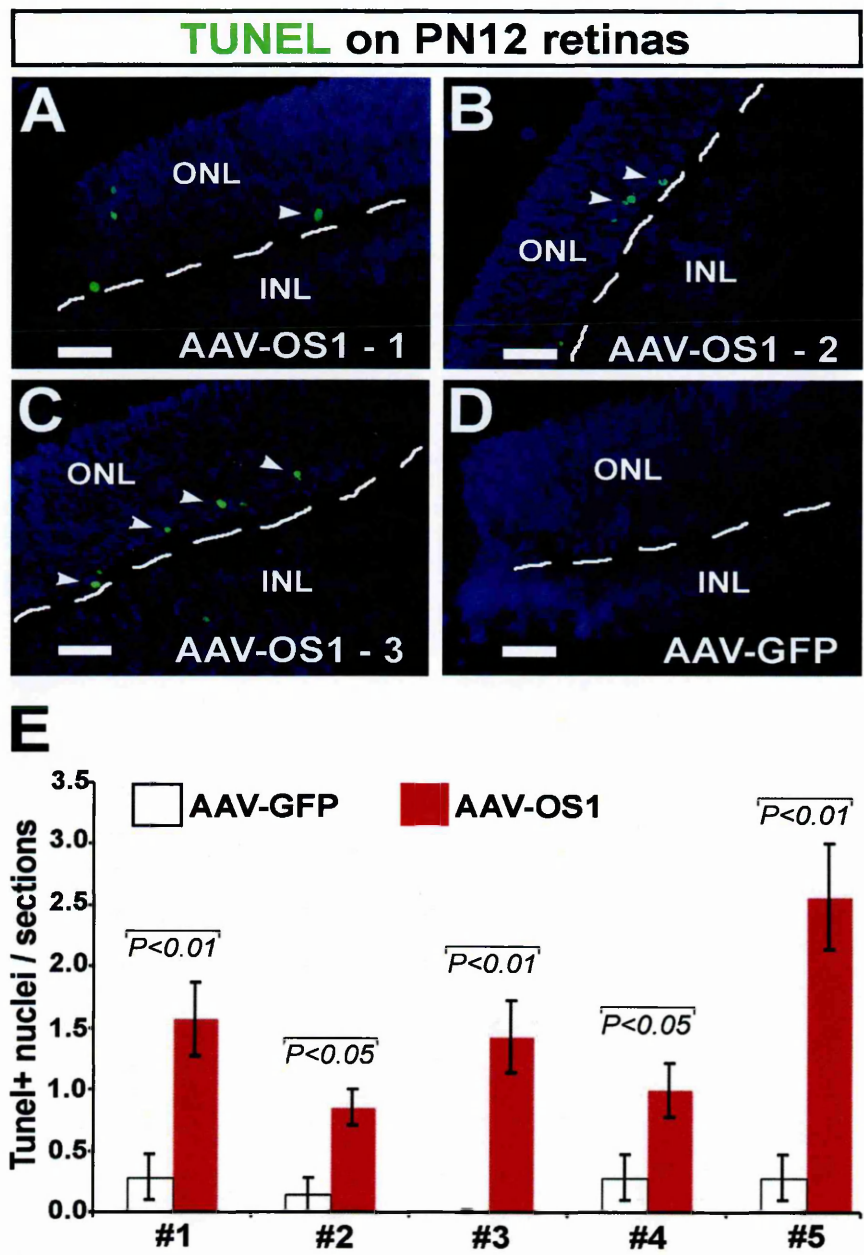 TUNEL on PN12 retinas
A
ONL
INL
AAV-OS1 - 1
B
ONL
INL
AAV-OS1 - 2
C
ONL
INL
AAV-OS1 - 3
D
ONL
INL
AAV-GFP
E
AAV-GFP
AAV-OS1
Tunel+ nuclei / sections
3.5
3.0
2.5
2.0
1.5
1.0
0.5
0.0
P<0.01
P<0.05
P<0.01
P<0.05
P<0.01
#1 #2 #3 #4 #5